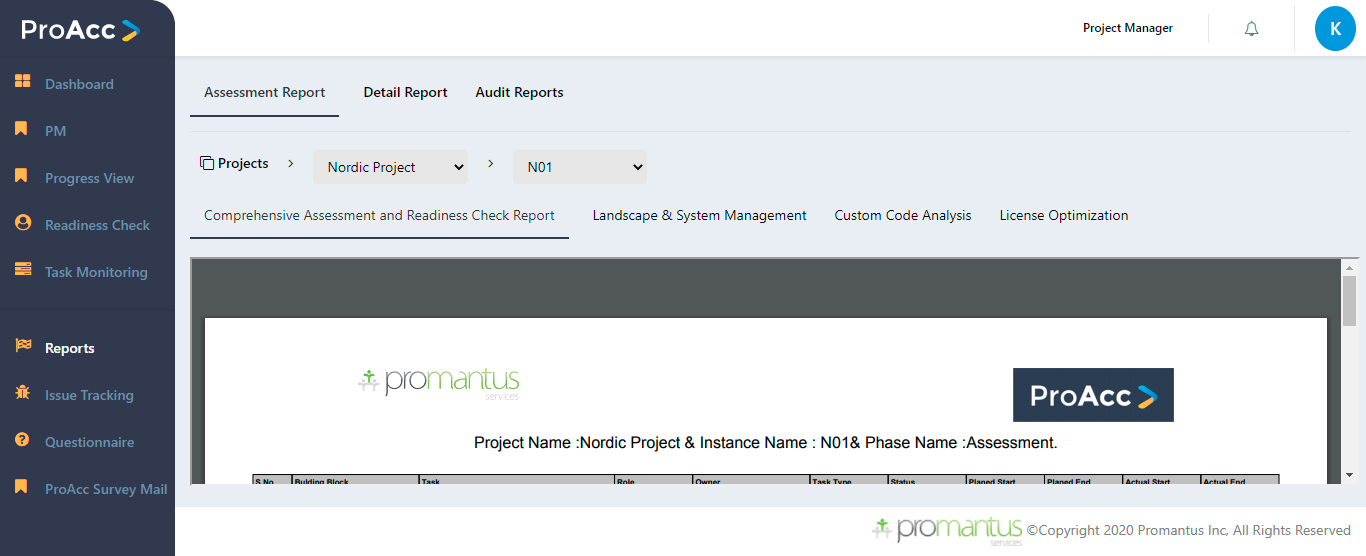 ProAcc
Project Manager
K
Dashboard
PM
Progress View
Readiness Check
Task Monitoring
Reports
Issue Tracking
Questionnaire
ProAcc Survey Mail
Assessment Report Detail Report Audit Reports
Projects > Nordic Project > N01
Comprehensive Assessment and Readiness Check Report Landscape & System Management Custom Code Analysis License Optimization
promantus
services
ProAcc
Project Name :Nordic Project & Instance Name : N01& Phase Name :Assessment.
S.No Bulding Block Task Role Owner Task Type Status Planed Start Planed End Actual Start Actual End
promantus
services
©Copyright 2020 Promantus Inc, All Rights Reserved